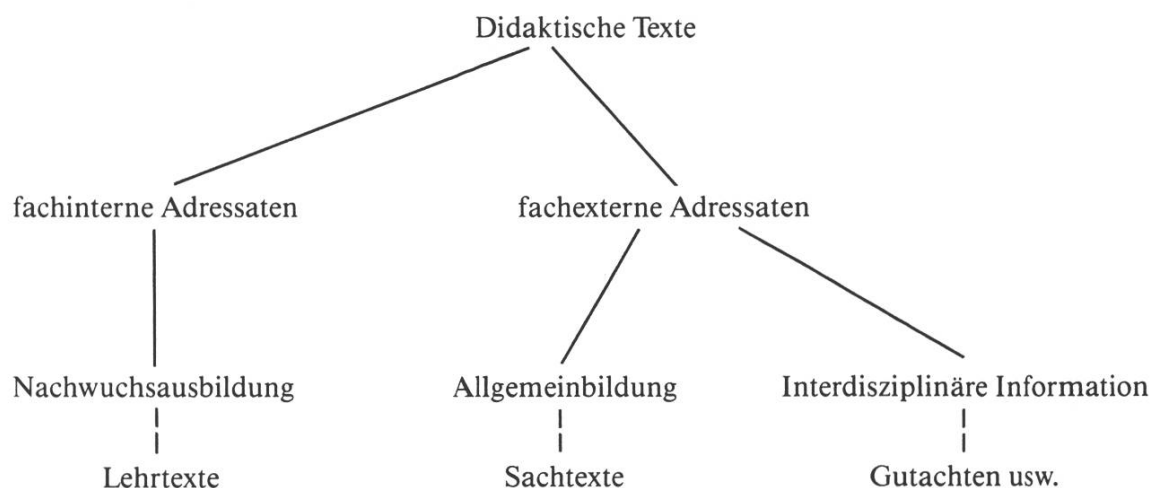 Didaktische Texte
fachinterne Adressaten fachexterne Adressaten
Nachwuchsausbildung Allgemeinbildung Interdisziplinäre Information
Lehrtexte Sachtexte Gutachten usw.